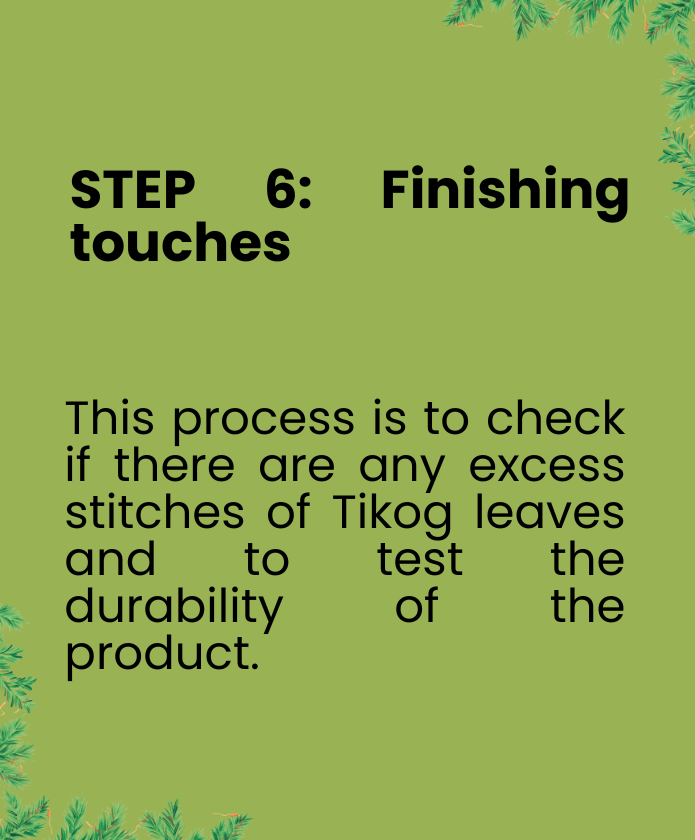 STEP 6: Finishing
touches
This process is to check
if there are any excess
stitches of Tikog leaves
and to test the
durability of the
product.